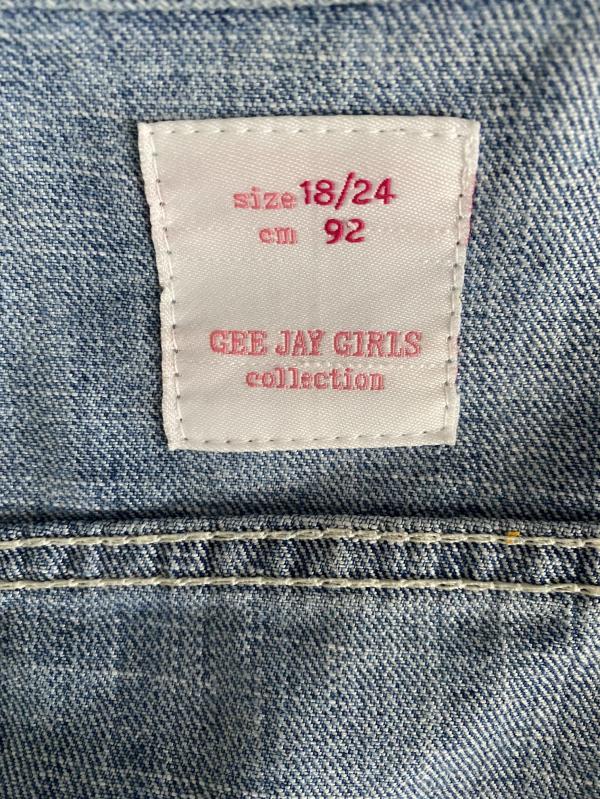 size 18/24
cm 92
GEE JAY GIRLS
collection